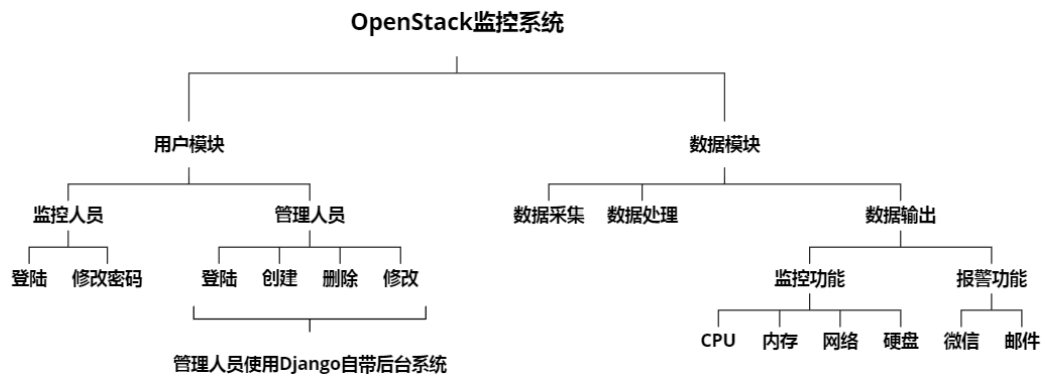 OpenStack监控系统
用户模块 数据模块
监控人员 管理人员 数据采集 数据处理 数据输出
登陆 修改密码 登陆 创建 删除 修改 监控功能 报警功能
CPU 内存 网络 硬盘 微信 邮件
管理人员使用Django自带后台系统